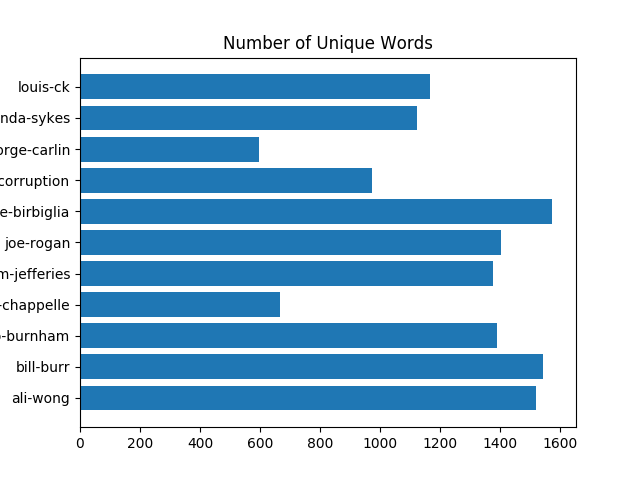 Number of Unique Words
louis-ck
nda-sykes
rge-carlin
corruption
e-birbiglia
joe-rogan
m-jefferies
-chappelle
-burnham
bill-burr
ali-wong
0 200 400 600 800 1000 1200 1400 1600